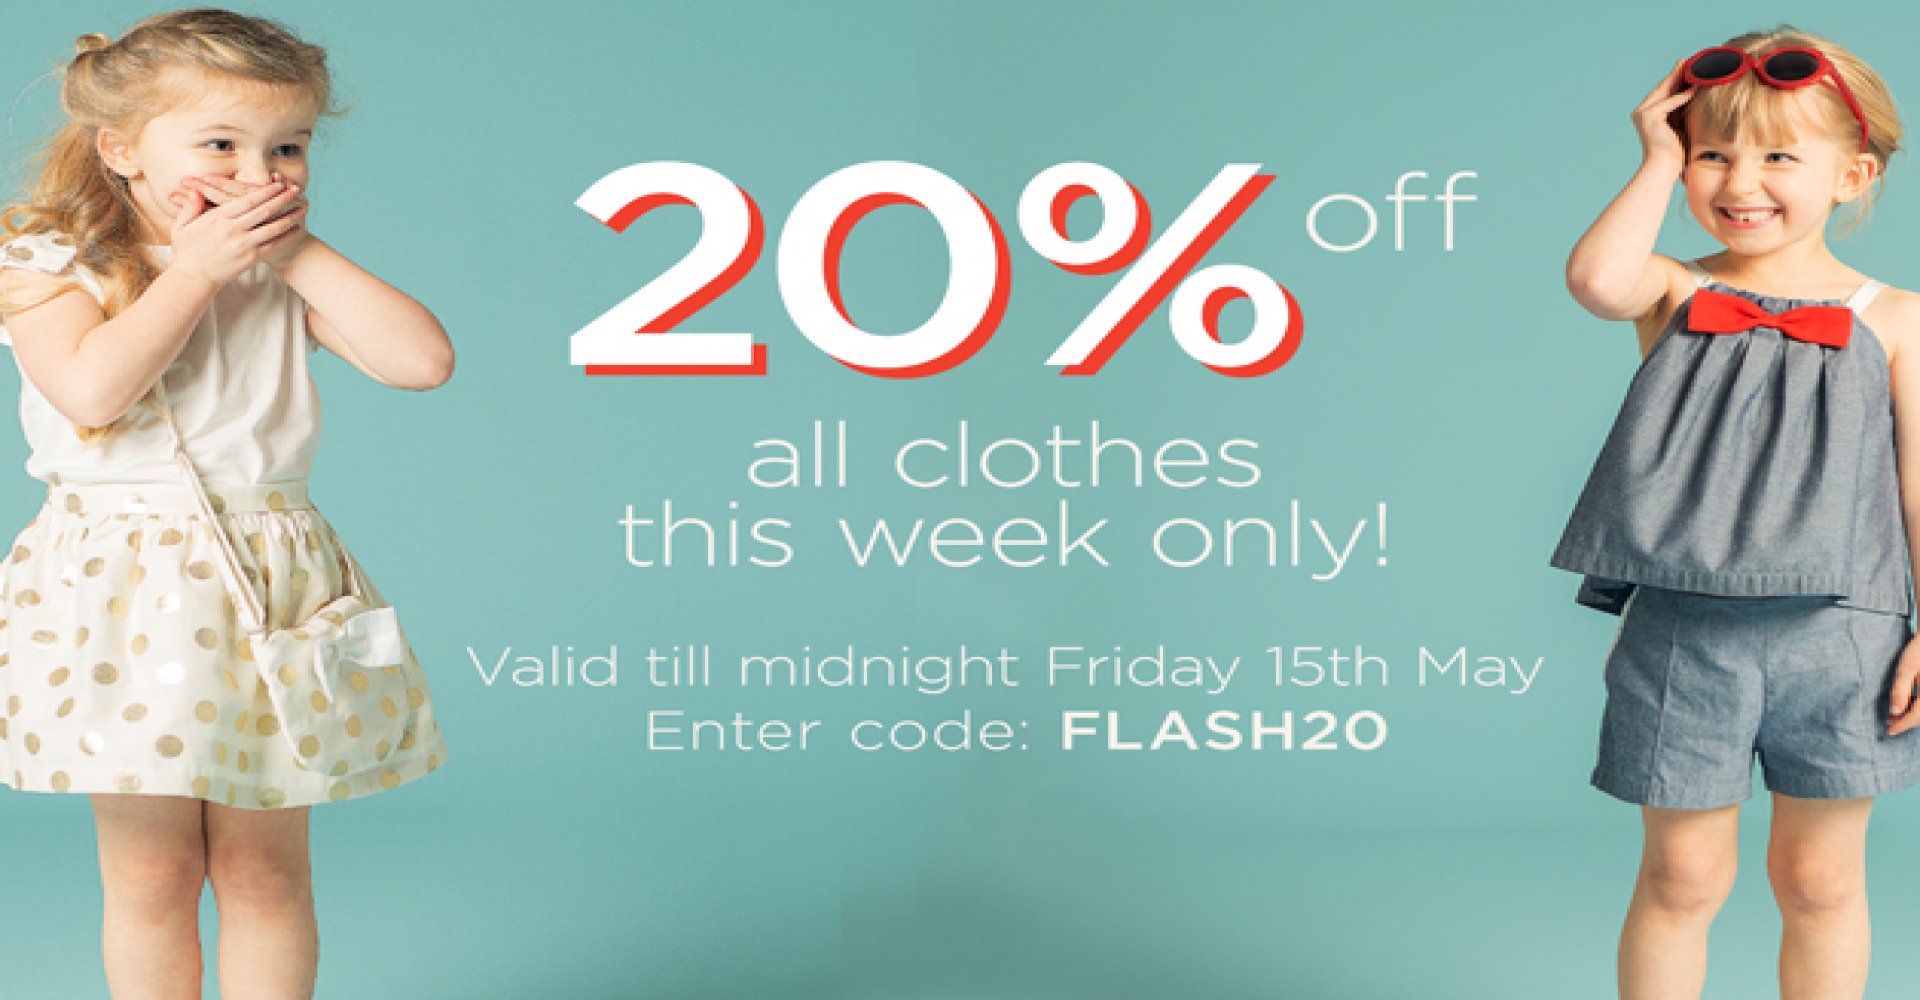 20% off
all clothes
this week only!
Valid till midnight Friday 15th May
Enter code: FLASH20